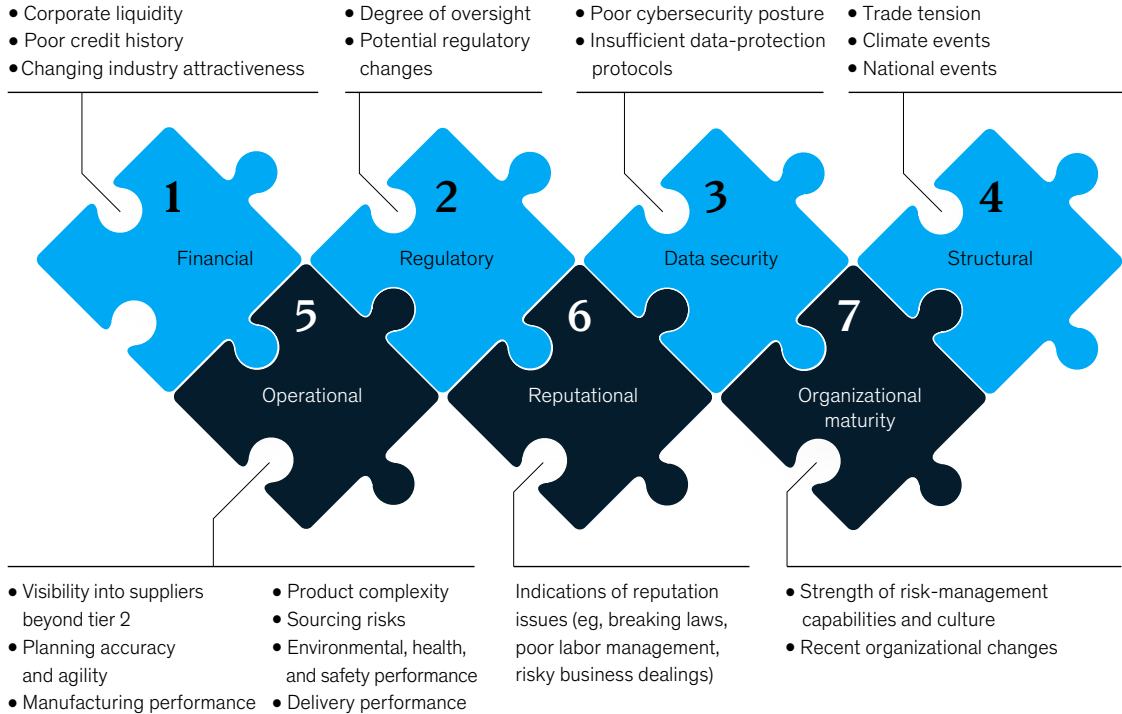 • Corporate liquidity
• Poor credit history
• Changing industry attractiveness
• Degree of oversight
• Potential regulatory
changes
• Poor cybersecurity posture
• Insufficient data-protection
protocols
• Trade tension
• Climate events
• National events
1
Financial
2
Regulatory
3
Data security
4
Structural
5
Operational
6
Reputational
7
Organizational
maturity
• Visibility into suppliers
beyond tier 2
• Planning accuracy
and agility
• Manufacturing performance
• Product complexity
• Sourcing risks
• Environmental, health,
and safety performance
• Delivery performance
Indications of reputation
issues (eg, breaking laws,
poor labor management,
risky business dealings)
• Strength of risk-management
capabilities and culture
• Recent organizational changes